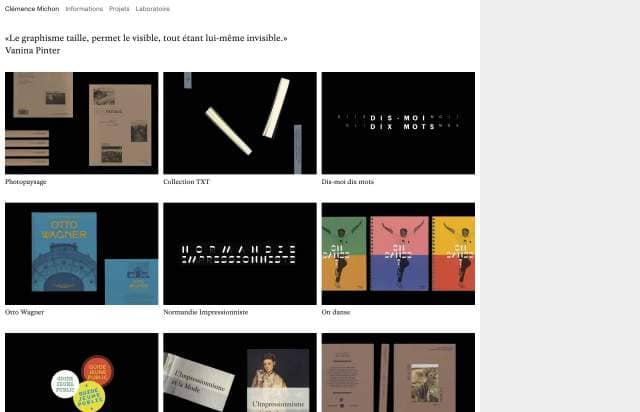 Clémence Michon Informations Projets Laboratoire
«Le graphisme taille, permet le visible, tout étant lui-même invisible.»
Vanina Pinter
Photopaysage
Collection TXT
DIS-MOI
DIX MOTS
Dis-moi dix mots
OTTO
WAGNER
Otto Wagner
NORMANDIE
IMPRESSIONNISTE
Normandie Impressionniste
ON
DANSE
ON
DANSE
ON
DANSE
On danse
GUIDE
JEUNE
PUBLIC
GUIDE
JEUNE
PUBLIC
GUIDE
JEUNE
PUBLIC
L'Impressionnisme
et la Mode
L'Impressionnisme